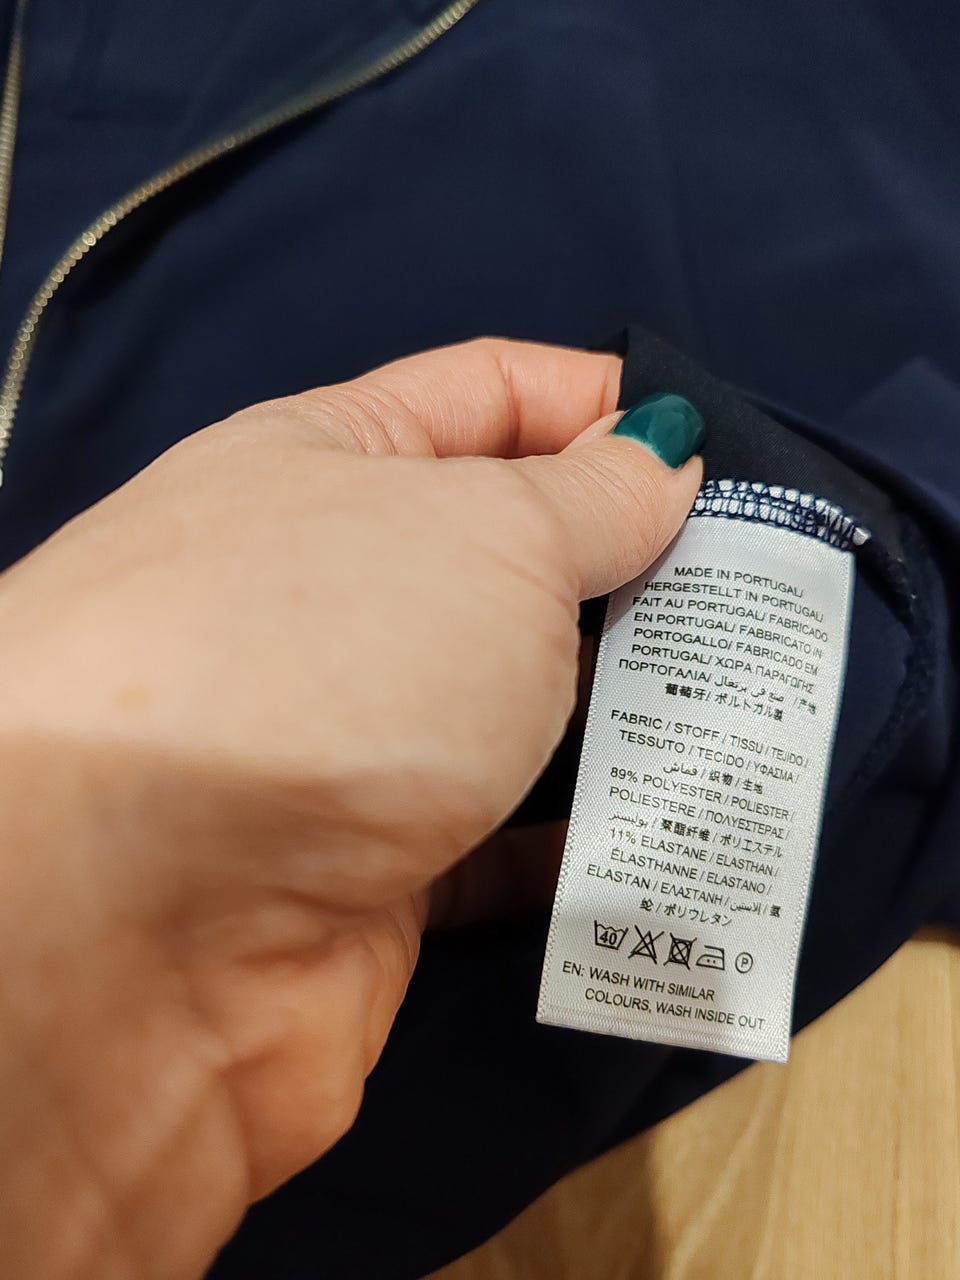 MADE IN PORTUGAL/
HERGESTELLT IN PORTUGAL/
FAIT AU PORTUGAL/ FABRICADO
EN PORTUGAL/ FABBRICATO IN
PORTOGALLO/ FABRICADO EM
PORTUGAL/ ΧΩΡΑ ΠΑΡΑΓΩΓΗΣ
ΠΟΡΤΟΓΑΛΙΑ/ صنع في برتغال / 产地
葡萄牙/ ポルトガル製
FABRIC / STOFF / TISSU / TEJIDO /
TESSUTO / TECIDO / ΥΦΑΣΜΑ /
قماش / 织物 / 生地
89% POLYESTER / POLIESTER /
POLIESTERE / ΠΟΛΥΕΣΤΕΡΑΣ /
بوليستر / 聚酯纤维 / ポリエステル
11% ELASTANE / ELASTHAN /
ÉLASTHANNE / ELASTANO /
ELASTAN / ΕΛΑΣΤΑΝΗ / الاستين / 氨
纶 / ポリウレタン
40 P
EN: WASH WITH SIMILAR
COLOURS, WASH INSIDE OUT